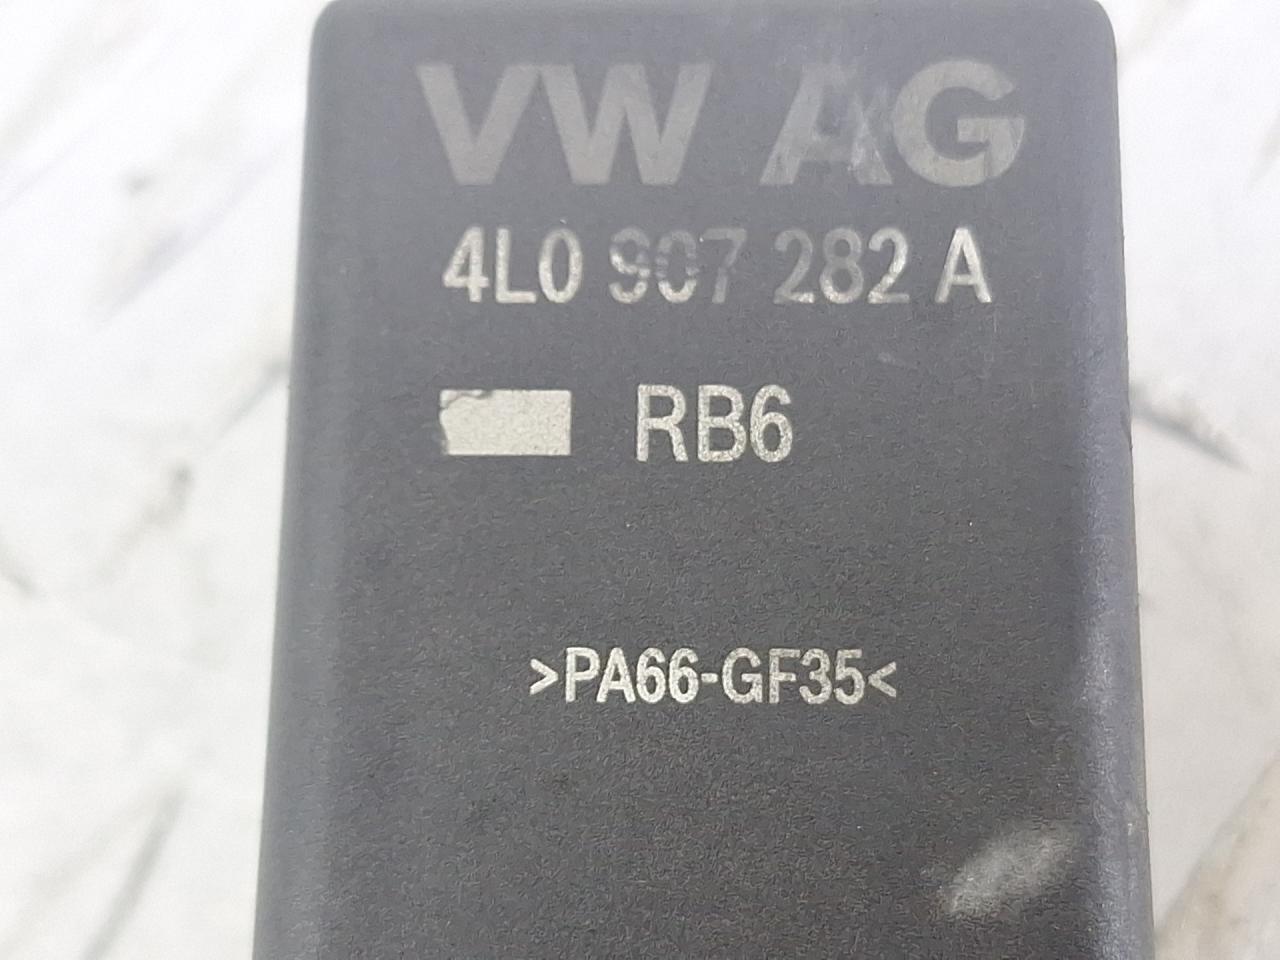 VW AG
4L0 907 282 A
RB6
>PA66-GF35<